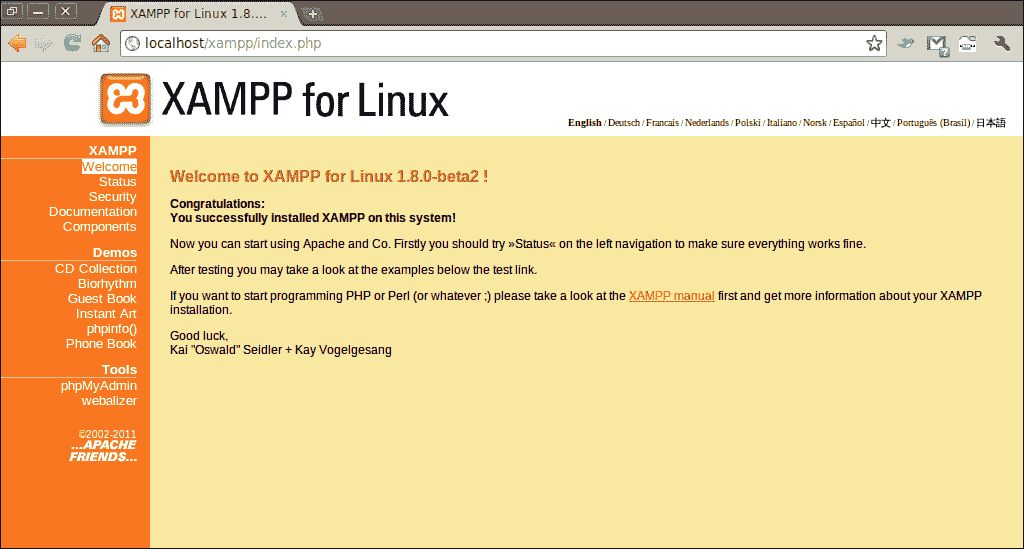 XAMPP for Linux 1.8....
localhost/xampp/index.php
XAMPP for Linux
English / Deutsch / Francais / Nederlands / Polski / Italiano / Norsk / Español / 中文 / Português (Brasil) / 日本語
XAMPP
Welcome
Status
Security
Documentation
Components
Demos
CD Collection
Biorhythm
Guest Book
Instant Art
phpinfo()
Phone Book
Tools
phpMyAdmin
webalizer
©2002-2011
...APACHE
FRIENDS...
Welcome to XAMPP for Linux 1.8.0-beta2 !
Congratulations:
You successfully installed XAMPP on this system!
Now you can start using Apache and Co. Firstly you should try »Status« on the left navigation to make sure everything works fine.
After testing you may take a look at the examples below the test link.
If you want to start programming PHP or Perl (or whatever ;) please take a look at the XAMPP manual first and get more information about your XAMPP
installation.
Good luck,
Kai "Oswald" Seidler + Kay Vogelgesang